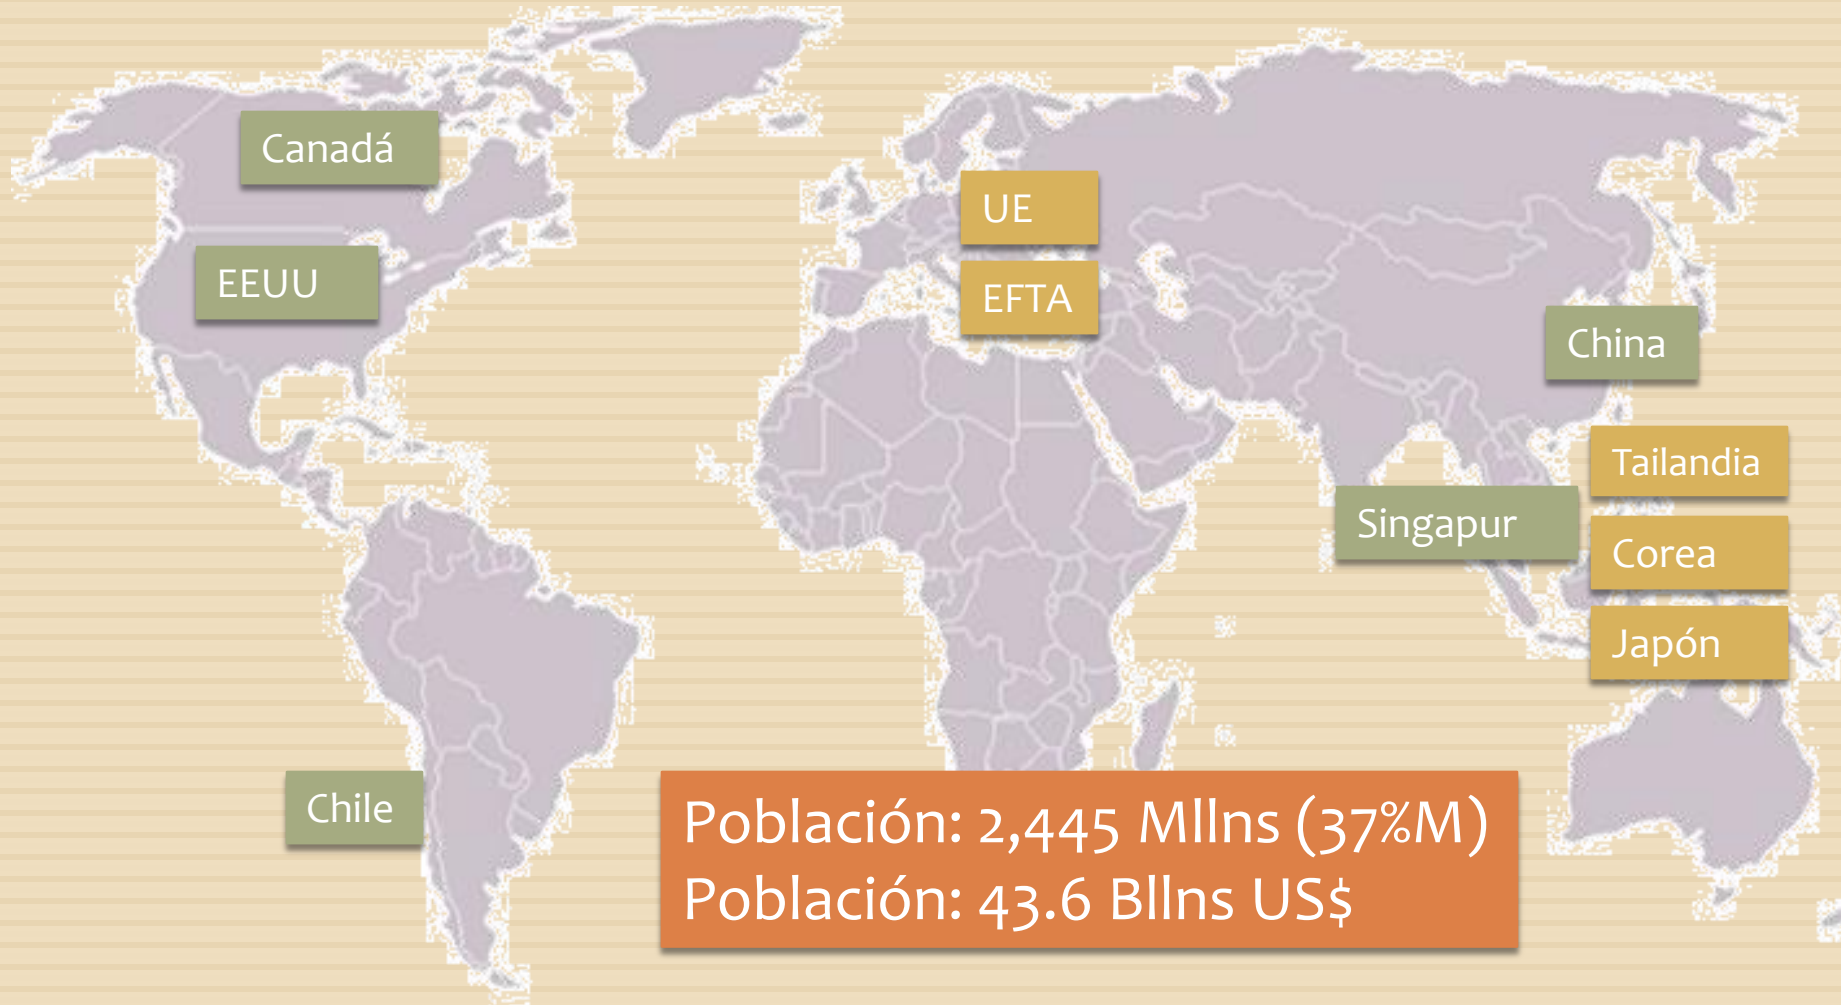 Canadá
UE
EEUU
EFTA
China
Tailandia
Singapur
Corea
Japón
Chile
Población: 2,445 Mllns (37%M)
Población: 43.6 Bllns US$